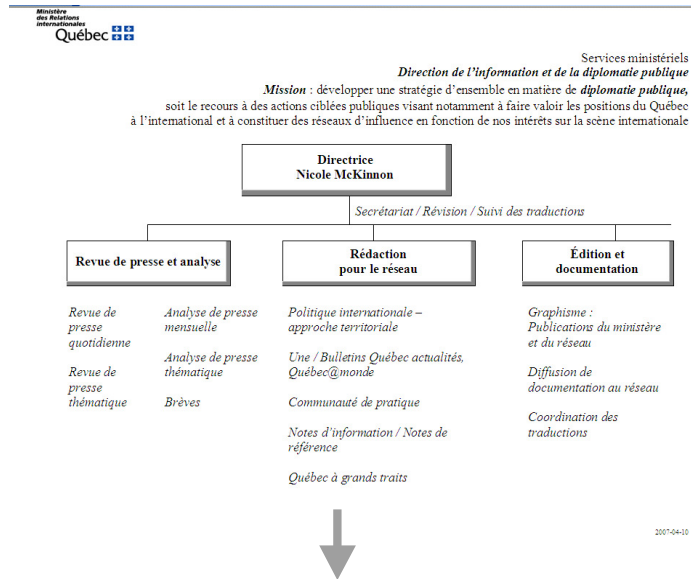 Ministère
des Relations
internationales
Québec
Services ministériels
Direction de l'information et de la diplomatie publique
Mission : développer une stratégie d'ensemble en matière de diplomatie publique,
soit le recours à des actions ciblées publiques visant notamment à faire valoir les positions du Québec
à l'international et à constituer des réseaux d'influence en fonction de nos intérêts sur la scène internationale
Directrice
Nicole McKinnon
Secrétariat / Révision / Suivi des traductions
Revue de presse et analyse
Revue de
presse
quotidienne
Revue de
presse
thématique
Analyse de presse
mensuelle
Analyse de presse
thématique
Brèves
Rédaction
pour le réseau
Politique internationale –
approche territoriale
Une / Bulletins Québec actualités,
Québec@monde
Communauté de pratique
Notes d'information / Notes de
référence
Québec à grands traits
Édition et
documentation
Graphisme :
Publications du ministère
et du réseau
Diffusion de
documentation au réseau
Coordination des
traductions
2007-04-10